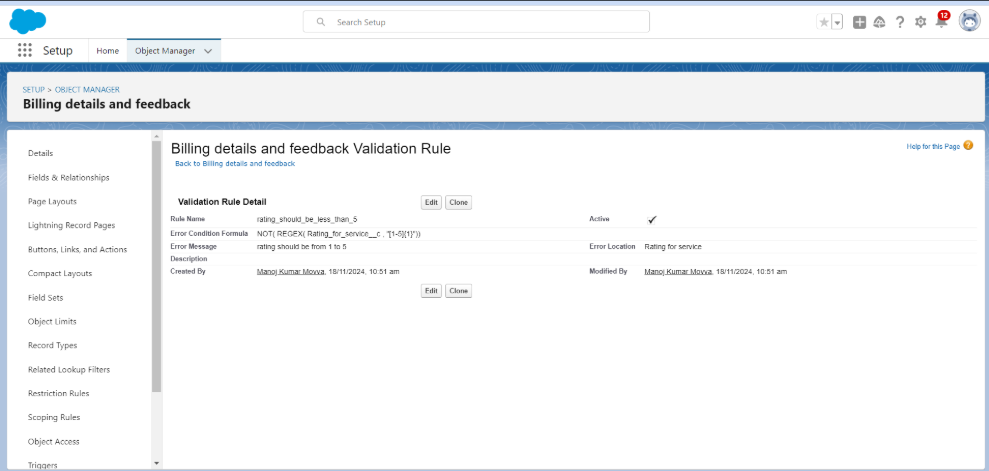 Search Setup
12
Setup
Home
Object Manager
SETUP > OBJECT MANAGER
Billing details and feedback
Details
Fields & Relationships
Page Layouts
Lightning Record Pages
Buttons, Links, and Actions
Compact Layouts
Field Sets
Object Limits
Record Types
Related Lookup Filters
Restriction Rules
Scoping Rules
Object Access
Triggers
Billing details and feedback Validation Rule
Help for this Page ?
Back to Billing details and feedback
Validation Rule Detail
Edit Clone
Rule Name rating_should_be_less_than_5 Active
Error Condition Formula NOT( REGEX( Rating_for_service__c , "[1-5]{1}"))
Error Message rating should be from 1 to 5 Error Location Rating for service
Description
Created By Manoj Kumar Movva, 18/11/2024, 10:51 am Modified By Manoj Kumar Movva, 18/11/2024, 10:51 am
Edit Clone